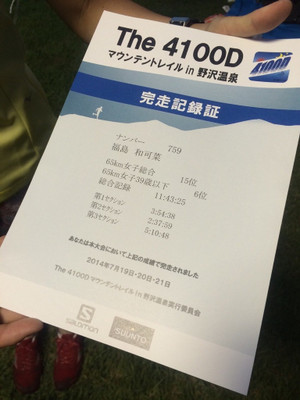 The 4100D
マウンテントレイル in 野沢温泉
4100D
完走記録証
ナンバー 759
福島 和可菜
65km女子総合 15位
65km女子39歳以下 6位
総合記録 11:43:25
第1セクション 3:54:38
第2セクション 2:37:59
第3セクション 5:10:48
あなたは本大会において上記の成績で完走されました
2014年7月19日・20日・21日
The 4100D マウンテントレイル in 野沢温泉実行委員会
salomon
SUUNTO